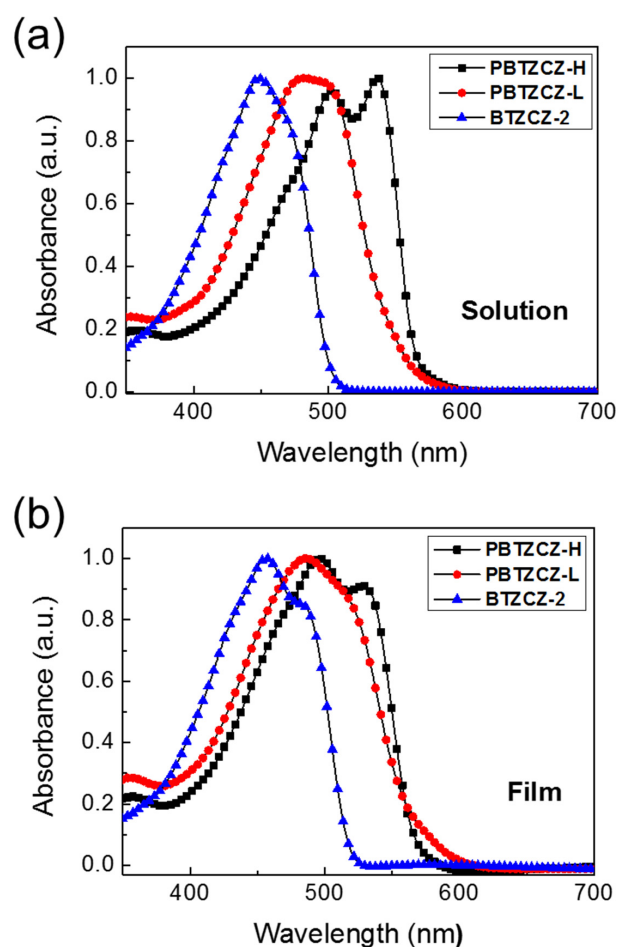 (a)
PBTZCZ-H
PBTZCZ-L
BTZCZ-2
1.0
0.8
0.6
0.4
0.2
0.0
Absorbance (a.u.)
Solution
400 500 600 700
Wavelength (nm)
(b)
PBTZCZ-H
PBTZCZ-L
BTZCZ-2
1.0
0.8
0.6
0.4
0.2
0.0
Absorbance (a.u.)
Film
400 500 600 700
Wavelength (nm)